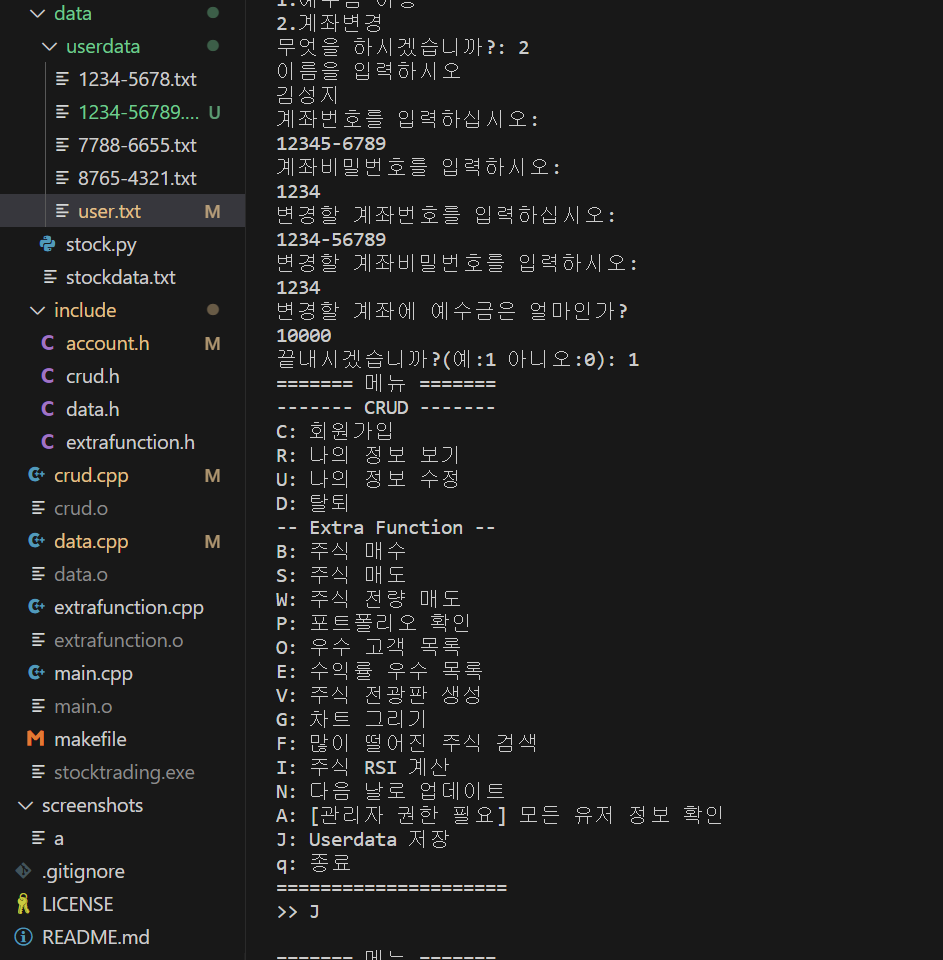 data
userdata
1234-5678.txt
1234-56789.... U
7788-6655.txt
8765-4321.txt
user.txt M
stock.py
stockdata.txt
include
account.h M
crud.h
data.h
extrafunction.h
crud.cpp M
crud.o
data.cpp M
data.o
extrafunction.cpp
extrafunction.o
main.cpp
main.o
makefile
stocktrading.exe
screenshots
a
.gitignore
LICENSE
README.md
1.예수금 이동
2.계좌변경
무엇을 하시겠습니까?: 2
이름을 입력하시오
김성지
계좌번호를 입력하십시오:
12345-6789
계좌비밀번호를 입력하시오:
1234
변경할 계좌번호를 입력하십시오:
1234-56789
변경할 계좌비밀번호를 입력하시오:
1234
변경할 계좌에 예수금은 얼마인가?
10000
끝내시겠습니까?(예:1 아니오:0): 1
======= 메뉴 =======
------- CRUD -------
C: 회원가입
R: 나의 정보 보기
U: 나의 정보 수정
D: 탈퇴
-- Extra Function --
B: 주식 매수
S: 주식 매도
W: 주식 전량 매도
P: 포트폴리오 확인
O: 우수 고객 목록
E: 수익률 우수 목록
V: 주식 전광판 생성
G: 차트 그리기
F: 많이 떨어진 주식 검색
I: 주식 RSI 계산
N: 다음 날로 업데이트
A: [관리자 권한 필요] 모든 유저 정보 확인
J: Userdata 저장
q: 종료
=====================
>> J
======= 메뉴 =======